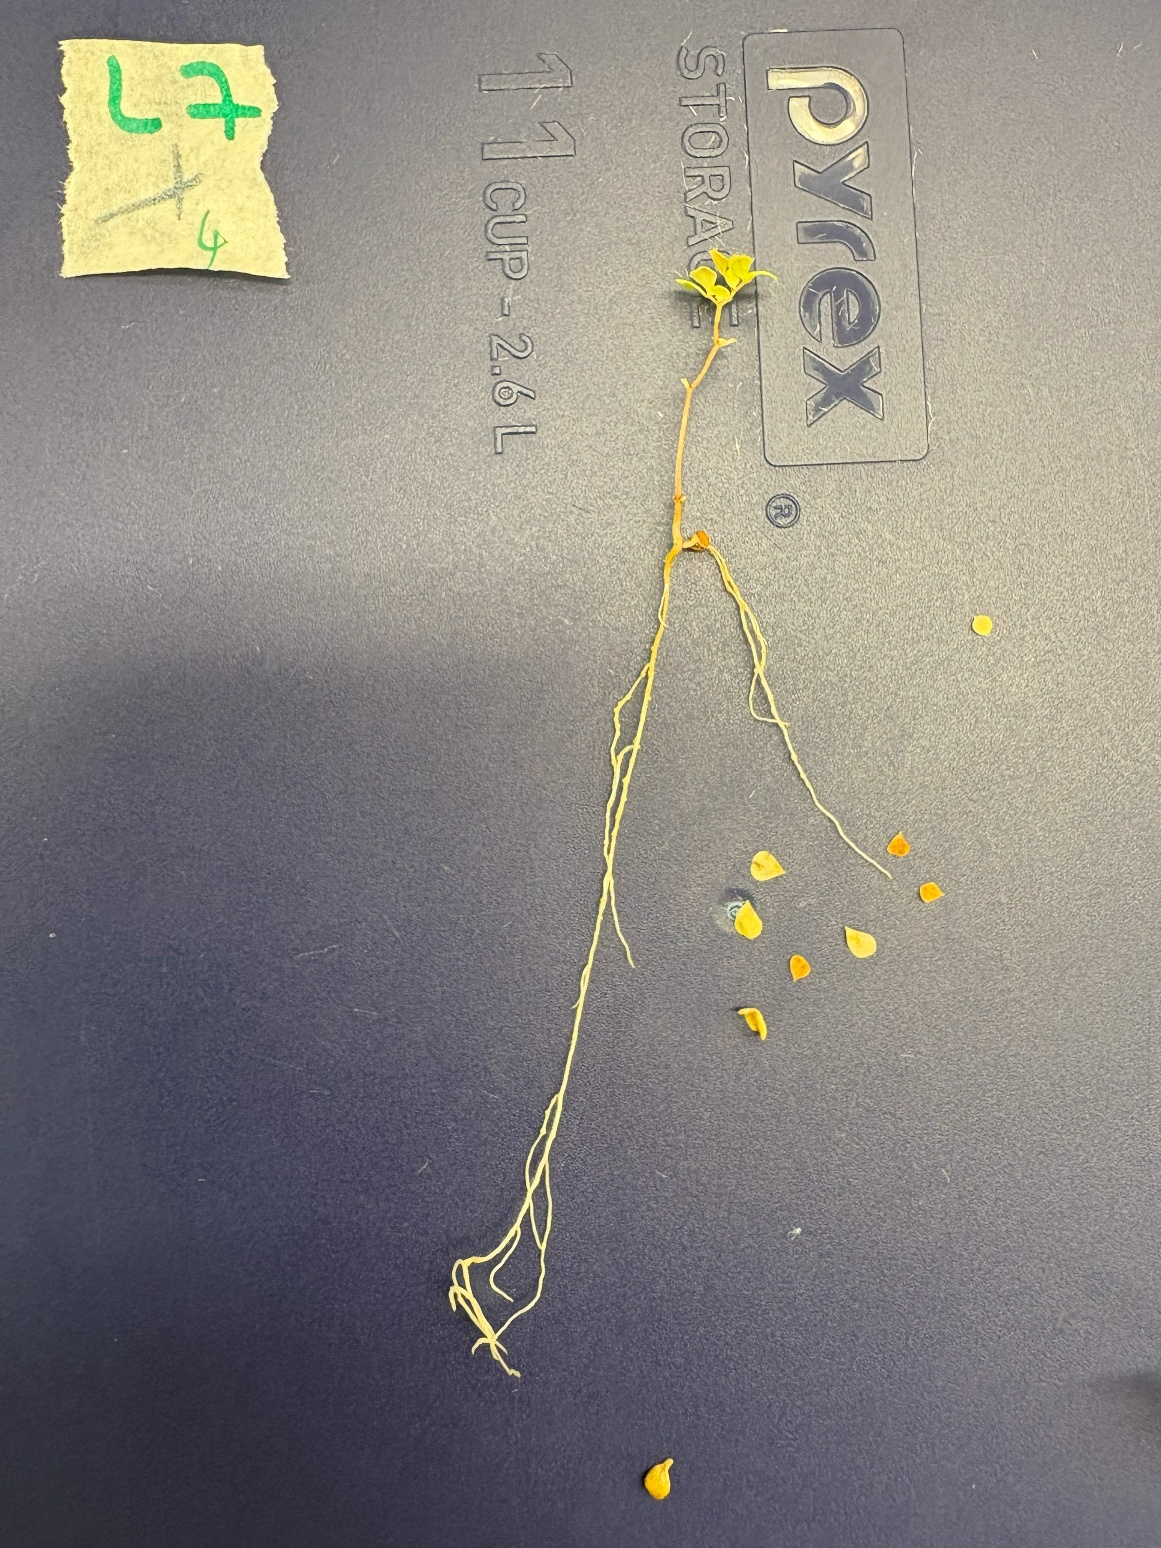 L7
4
pyrex®
STORAGE
11 CUP - 2.6 L